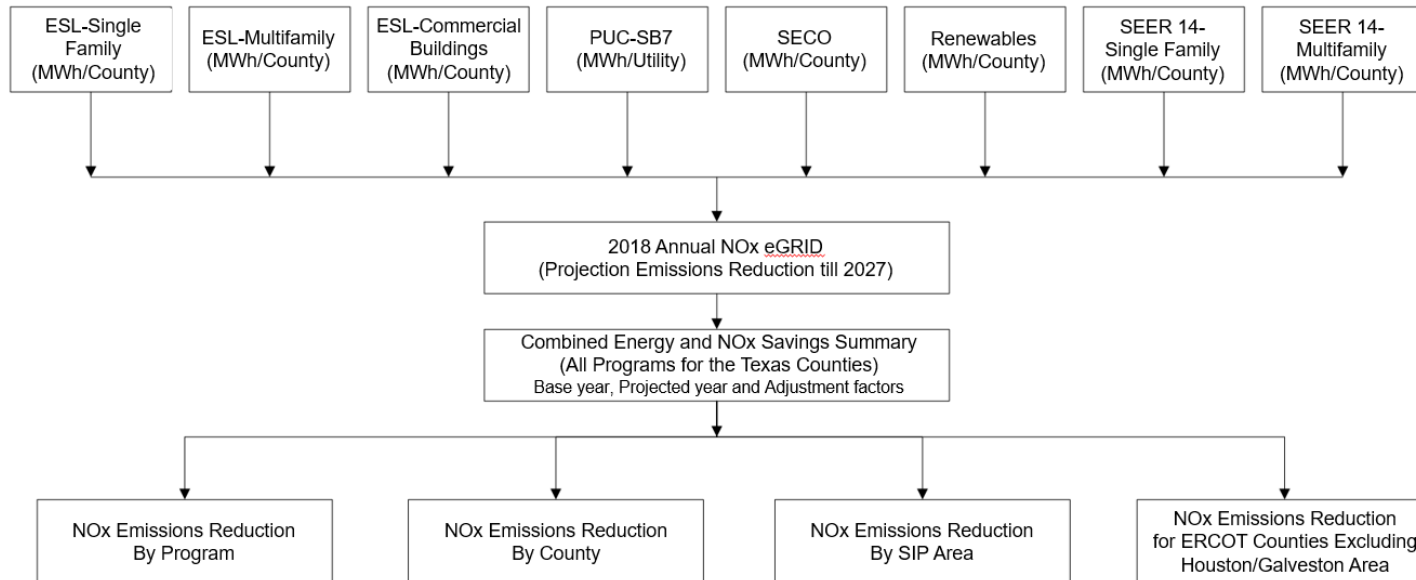 ESL-Single
Family
(MWh/County)
ESL-Multifamily
(MWh/County)
ESL-Commercial
Buildings
(MWh/County)
PUC-SB7
(MWh/Utility)
SECO
(MWh/County)
Renewables
(MWh/County)
SEER 14-
Single Family
(MWh/County)
SEER 14-
Multifamily
(MWh/County)
2018 Annual NOx eGRID
(Projection Emissions Reduction till 2027)
Combined Energy and NOx Savings Summary
(All Programs for the Texas Counties)
Base year, Projected year and Adjustment factors
NOx Emissions Reduction
By Program
NOx Emissions Reduction
By County
NOx Emissions Reduction
By SIP Area
NOx Emissions Reduction
for ERCOT Counties Excluding
Houston/Galveston Area